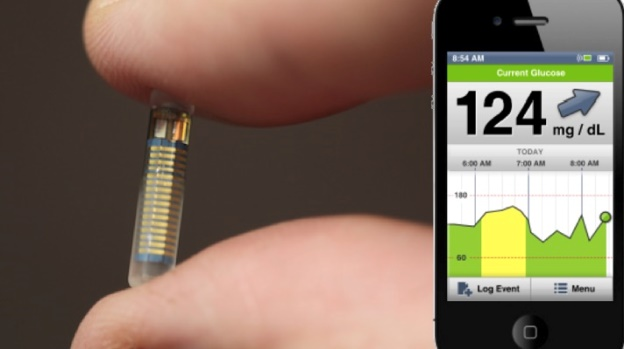 8:54 AM
Current Glucose
124 mg / dL
TODAY
6:00 AM 7:00 AM 8:00 AM
180
60
Log Event Menu